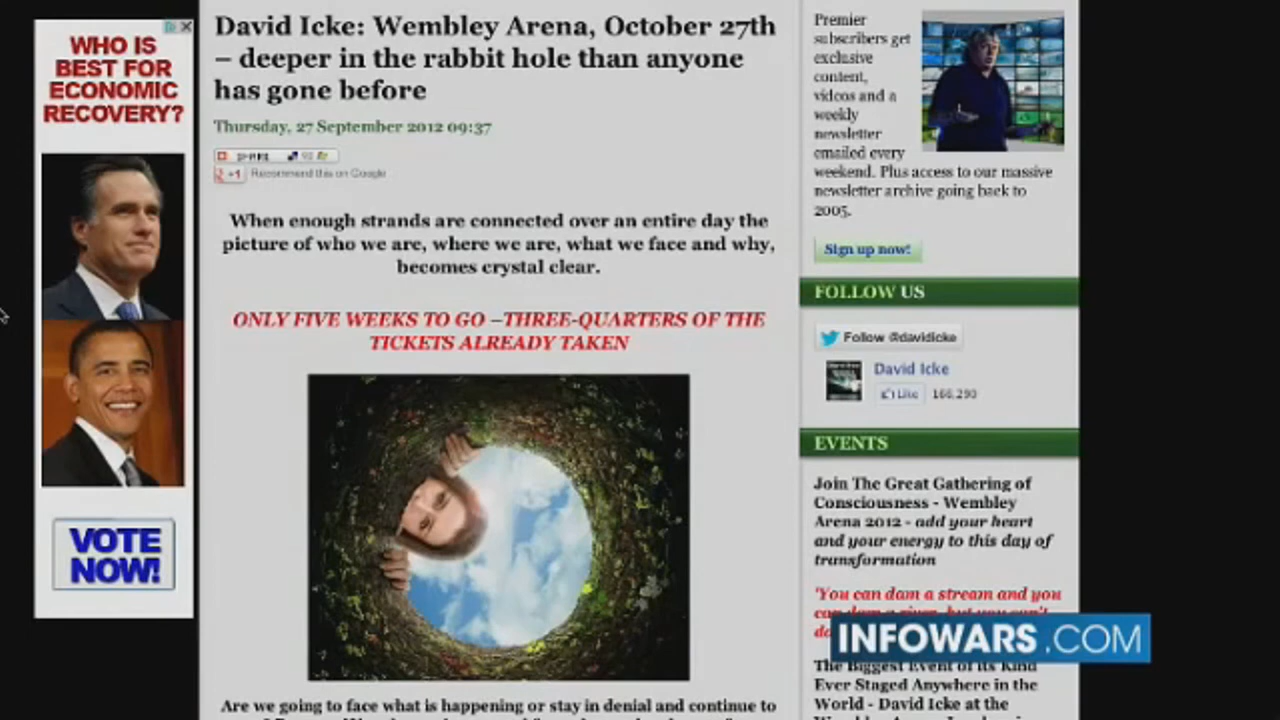 WHO IS
BEST FOR
ECONOMIC
RECOVERY?
VOTE
NOW!
David Icke: Wembley Arena, October 27th
– deeper in the rabbit hole than anyone
has gone before
Thursday, 27 September 2012 09:37
+1 Recommend this on Google
When enough strands are connected over an entire day the
picture of who we are, where we are, what we face and why,
becomes crystal clear.
ONLY FIVE WEEKS TO GO –THREE-QUARTERS OF THE
TICKETS ALREADY TAKEN
Are we going to face what is happening or stay in denial and continue to
Premier
subscribers get
exclusive
content,
videos and a
weekly
newsletter
emailed every
weekend. Plus access to our massive
newsletter archive going back to
2005.
Sign up now!
FOLLOW US
Follow @davidicke
David Icke
Like 166,290
EVENTS
Join The Great Gathering of
Consciousness - Wembley
Arena 2012 - add your heart
and your energy to this day of
transformation
'You can dam a stream and you
can dam a river, but you can't
INFOWARS.COM
The Biggest Event of Its Kind
Ever Staged Anywhere in the
World - David Icke at the